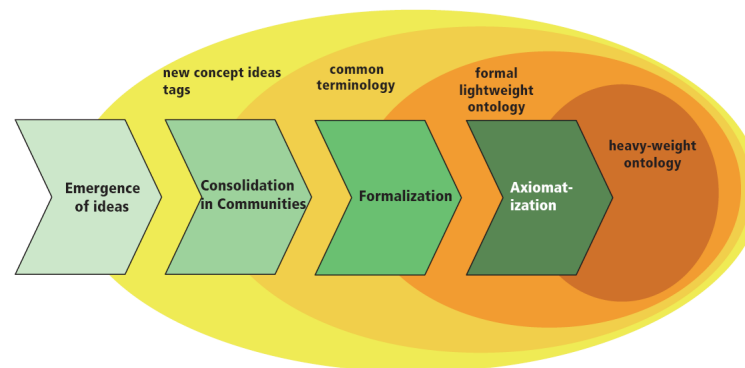 new concept ideas
tags
common
terminology
formal
lightweight
ontology
heavy-weight
ontology
Emergence
of ideas
Consolidation
in Communities
Formalization
Axiomat-
ization